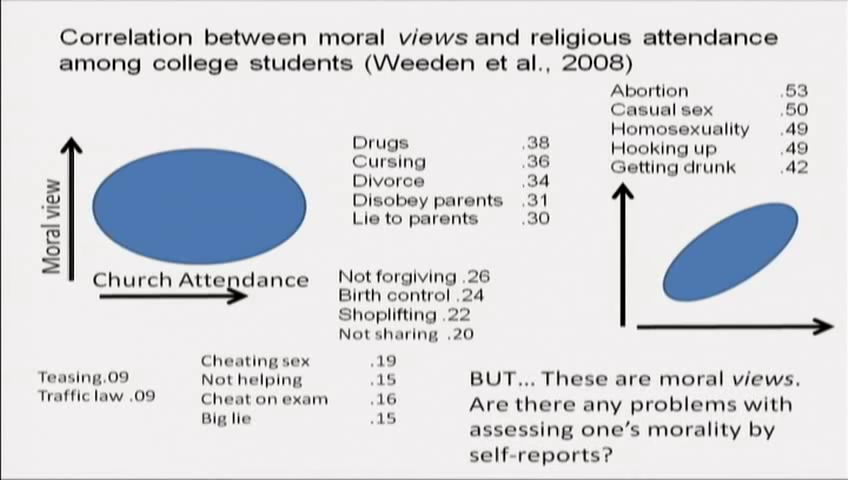 Correlation between moral views and religious attendance
among college students (Weeden et al., 2008)
Abortion .53
Casual sex .50
Homosexuality .49
Hooking up .49
Getting drunk .42
Drugs .38
Cursing .36
Divorce .34
Disobey parents .31
Lie to parents .30
Moral view
Church Attendance
Not forgiving .26
Birth control .24
Shoplifting .22
Not sharing .20
Cheating sex .19
Not helping .15
Cheat on exam .16
Big lie .15
Teasing.09
Traffic law .09
BUT... These are moral views.
Are there any problems with
assessing one's morality by
self-reports?